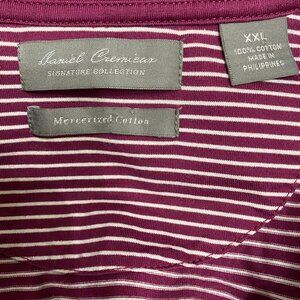 Daniel Cremieux
SIGNATURE COLLECTION
Mercerized Cotton
XXL
100% COTTON
MADE IN
PHILIPPINES